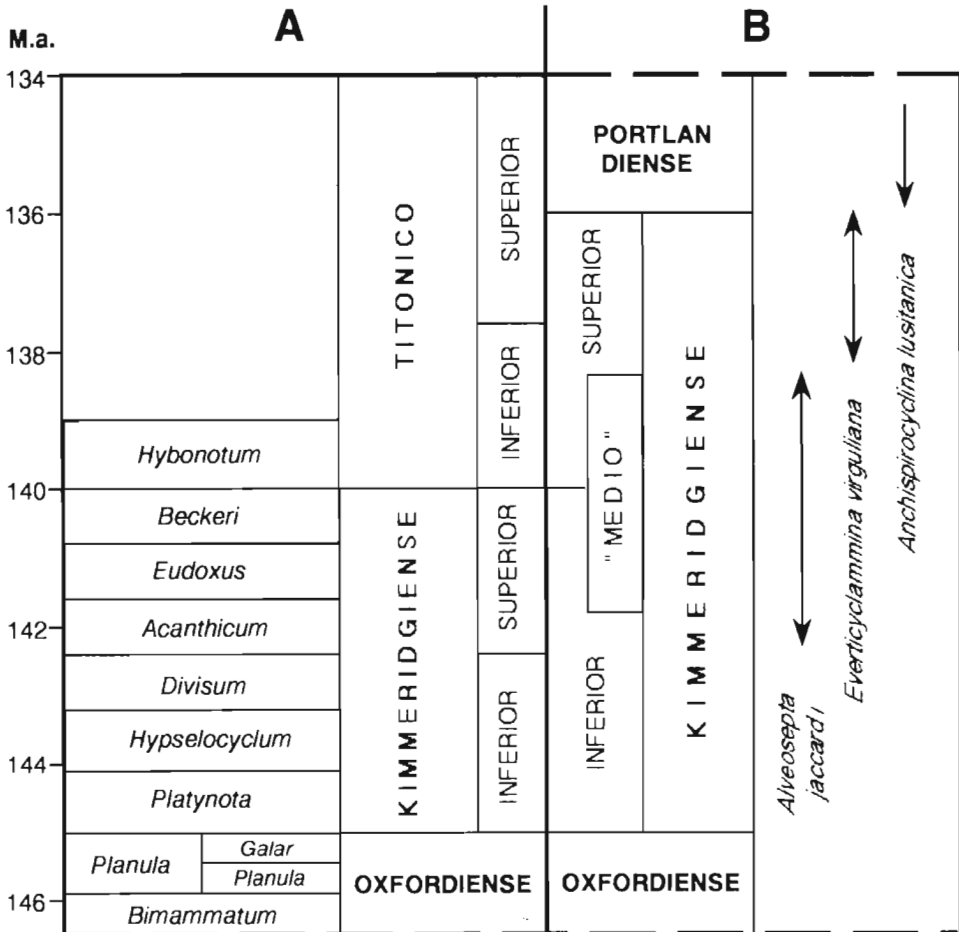 A
B
M.a.
134
136
138
140
142
144
146
Hybonotum
Beckeri
Eudoxus
Acanthicum
Divisum
Hypselocyclum
Platynota
Planula
Galar
Planula
Bimammatum
TITONICO
KIMMERIDGIENSE
OXFORDIENSE
SUPERIOR
INFERIOR
SUPERIOR
INFERIOR
PORTLAN
DIENSE
SUPERIOR
"MEDIO"
INFERIOR
KIMMERIDGIENSE
OXFORDIENSE
Alveosepta
jaccardi
Everticyclammina virguliana
Anchispirocyclina lusitanica